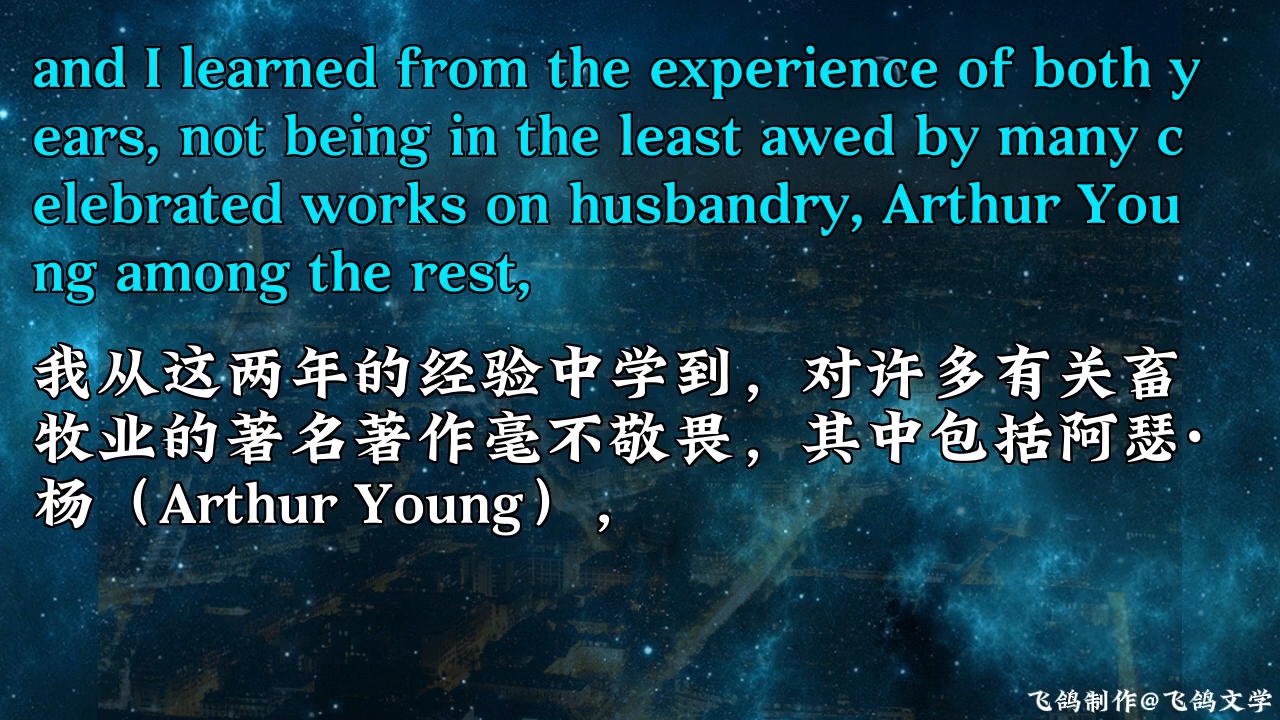 and I learned from the experience of both y
ears, not being in the least awed by many c
elebrated works on husbandry, Arthur You
ng among the rest,
我从这两年的经验中学到，对许多有关畜
牧业的著名著作毫不敬畏，其中包括阿瑟·
杨（Arthur Young），
飞鸽制作@飞鸽文学